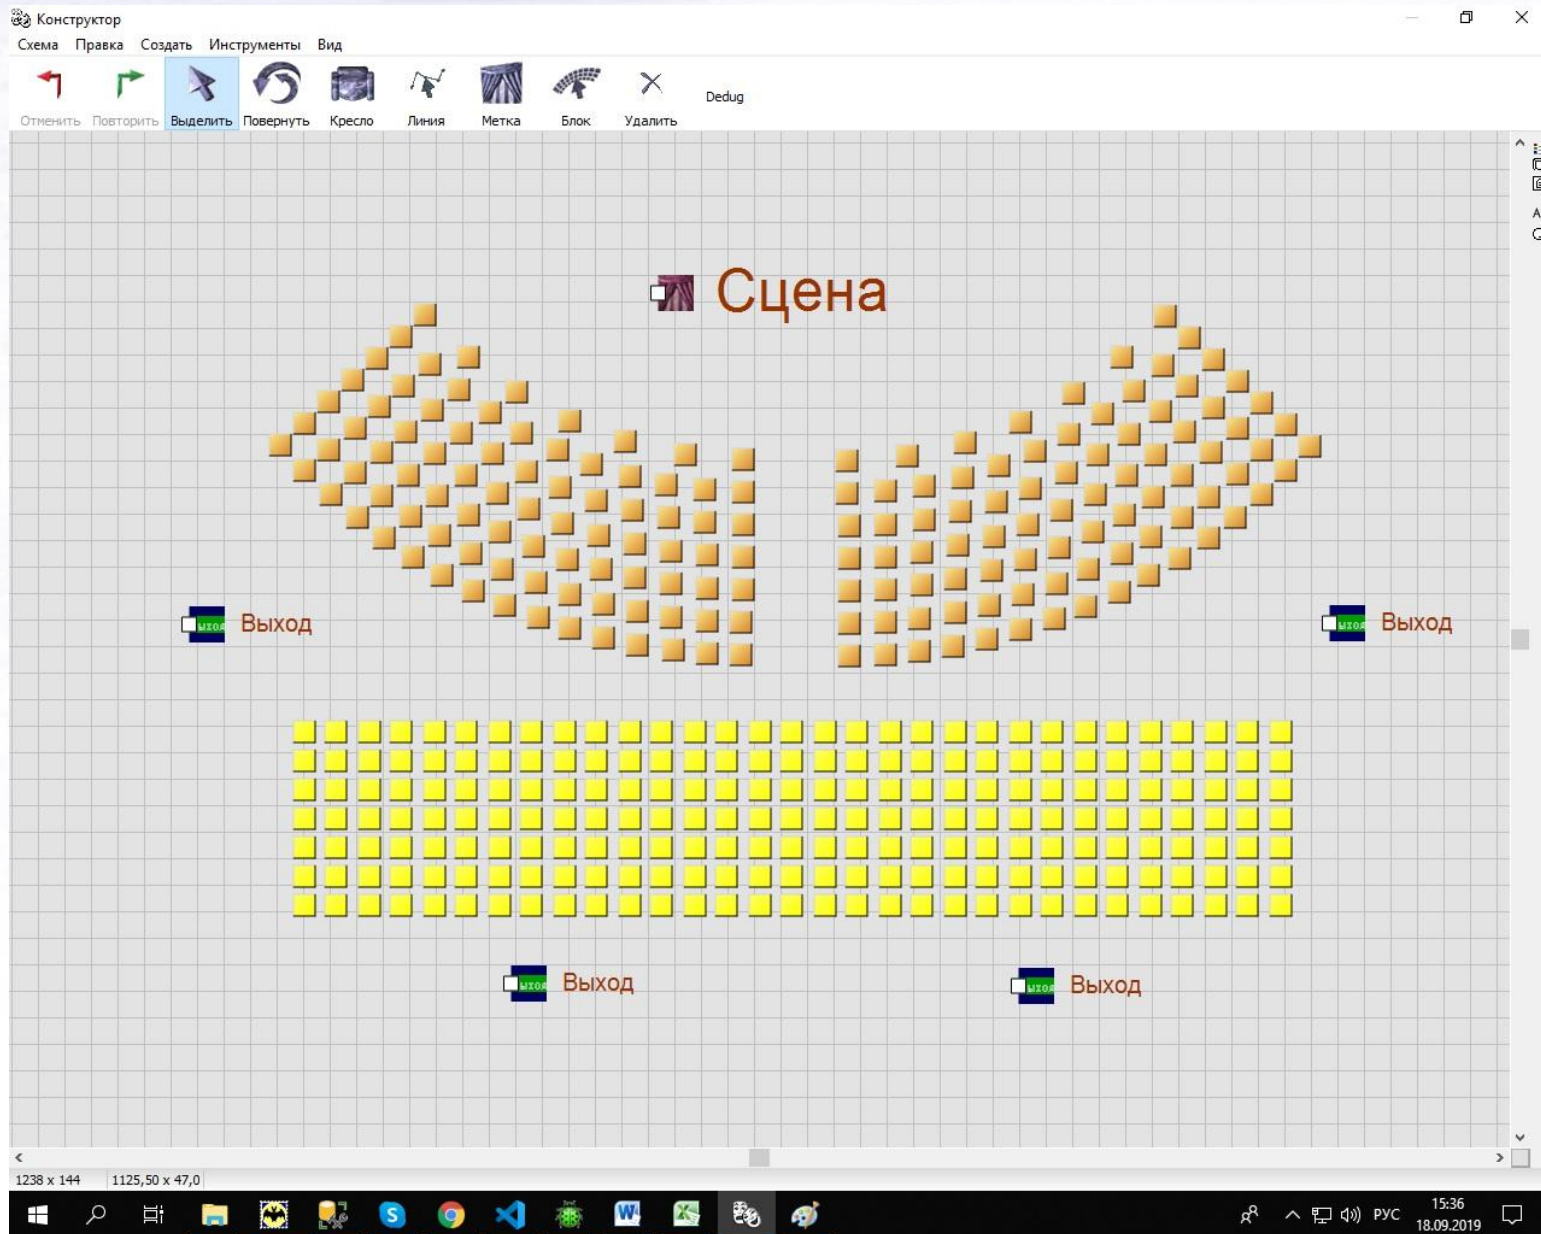 Конструктор
Схема Правка Создать Инструменты Вид
Отменить Повторить Выделить Повернуть Кресло Линия Метка Блок Удалить Dedug
Сцена
Выход
Выход
Выход
Выход
1238 x 144 1125,50 x 47,0
РУС
15:36
18.09.2019